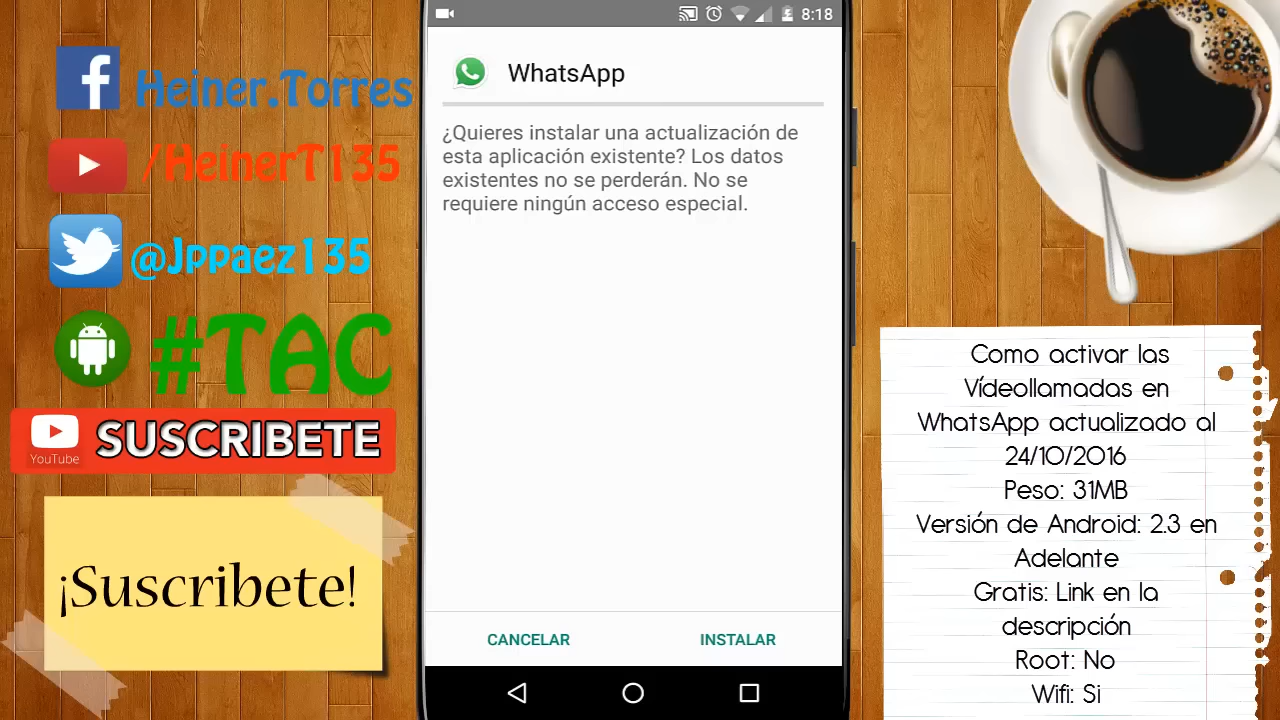 Heiner.Torres
/HeinerT135
@Jppaez135
#TAC
YouTube
SUSCRIBETE
¡Suscribete!
8:18
WhatsApp
¿Quieres instalar una actualización de
esta aplicación existente? Los datos
existentes no se perderán. No se
requiere ningún acceso especial.
CANCELAR
INSTALAR
Como activar las
Vídeollamadas en
WhatsApp actualizado al
24/10/2016
Peso: 31MB
Versión de Android: 2.3 en
Adelante
Gratis: Link en la
descripción
Root: No
Wifi: Si